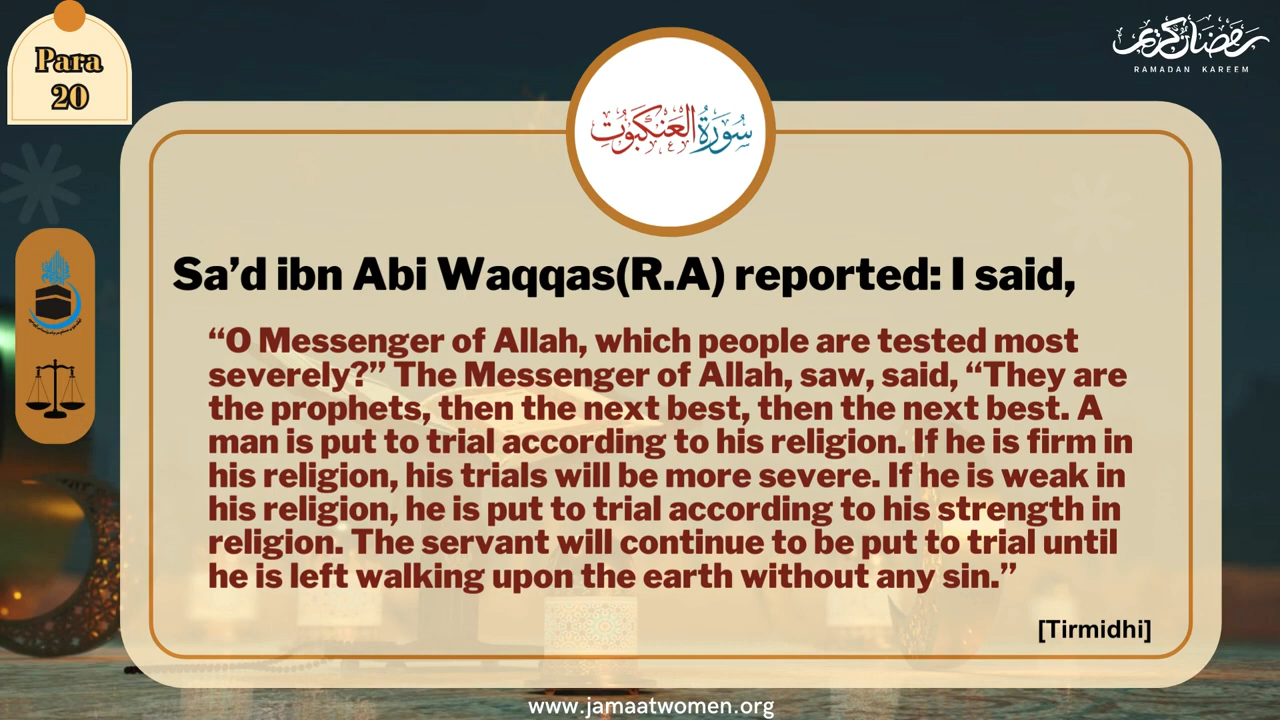 Para
20
رمضان كريم
RAMADAN KAREEM
سُورَةُ العَنكَبُوتِ
Sa’d ibn Abi Waqqas(R.A) reported: I said,
“O Messenger of Allah, which people are tested most
severely?” The Messenger of Allah, saw, said, “They are
the prophets, then the next best, then the next best. A
man is put to trial according to his religion. If he is firm in
his religion, his trials will be more severe. If he is weak in
his religion, he is put to trial according to his strength in
religion. The servant will continue to be put to trial until
he is left walking upon the earth without any sin.”
[Tirmidhi]
www.jamaatwomen.org